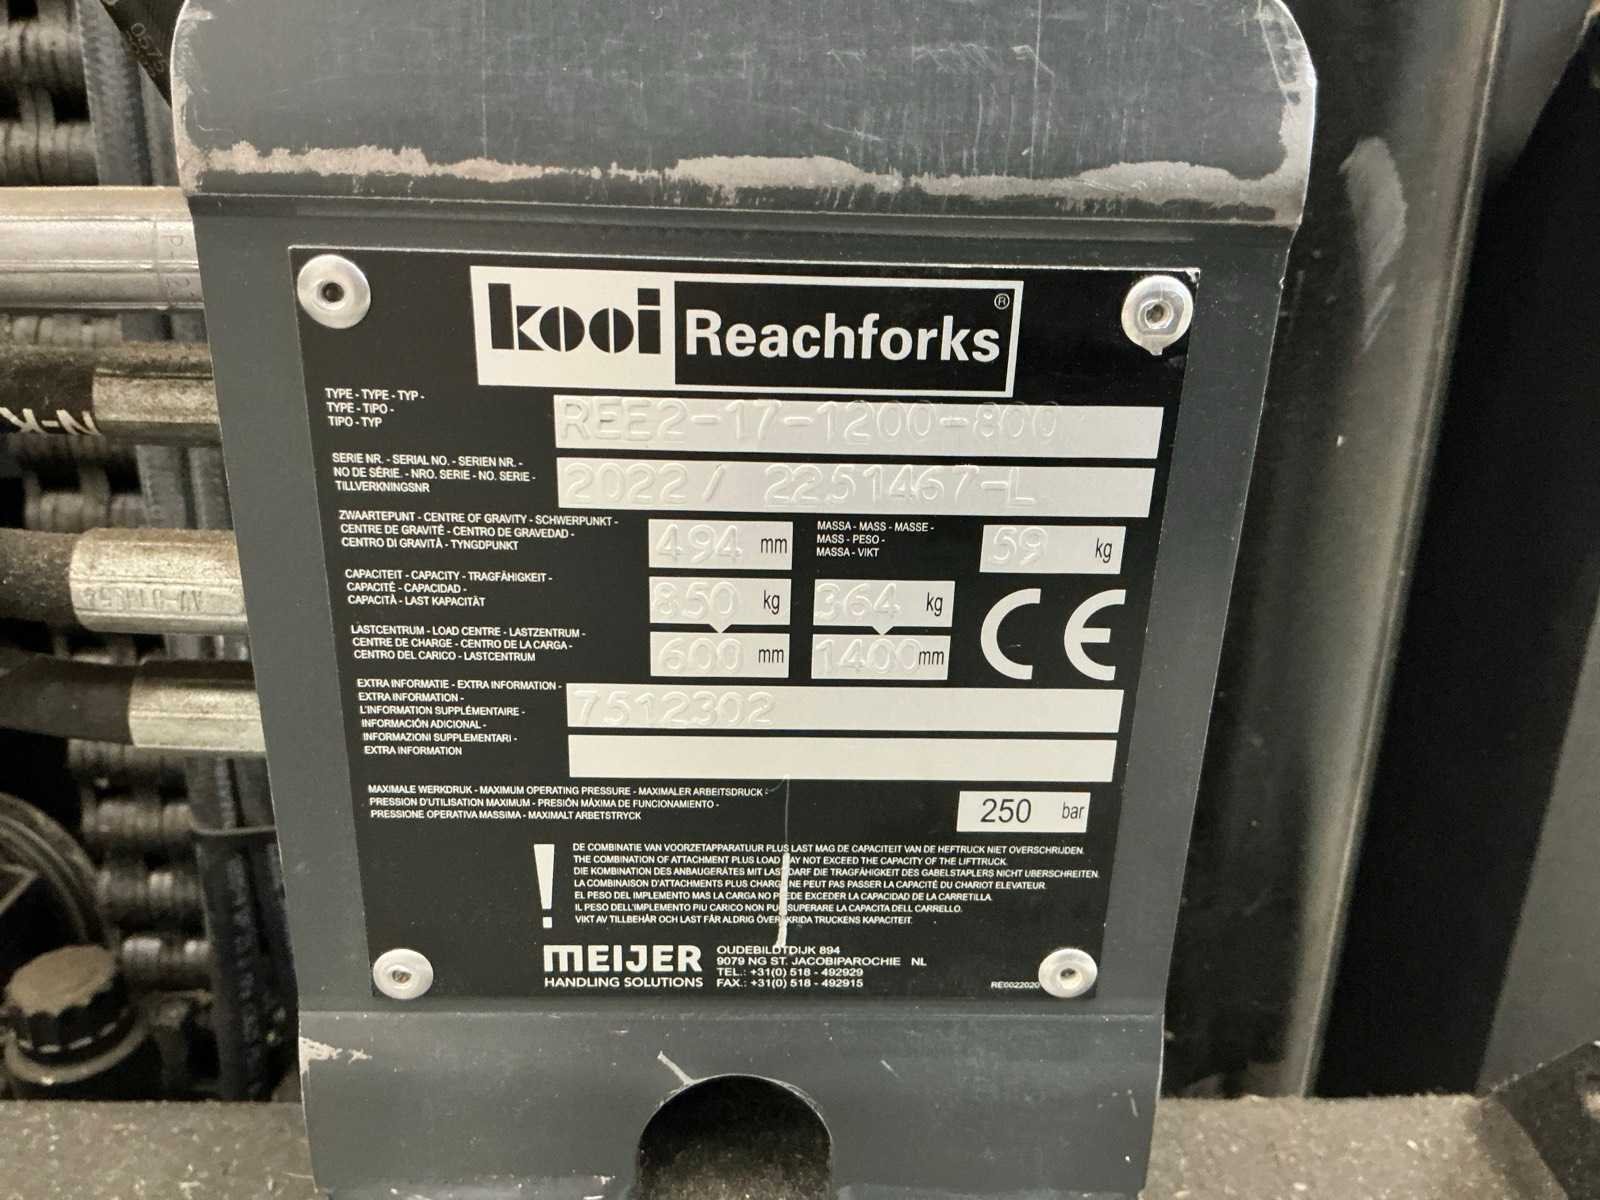 0575
P-
N-K
kooi Reachforks ®
TYPE - TYPE - TYP -
TYPE - TIPO -
TIPO - TYP
REE2-17-1200-800
SERIE NR. - SERIAL NO. - SERIEN NR. -
NO DE SÉRIE. - NRO. SERIE - NO. SERIE -
TILLVERKNINGSNR
2022/ 2251467-L
ZWAARTEPUNT - CENTRE OF GRAVITY - SCHWERPUNKT -
CENTRE DE GRAVITÉ - CENTRO DE GRAVEDAD -
CENTRO DI GRAVITÀ - TYNGDPUNKT
494 mm
MASSA - MASS - MASSE -
MASS - PESO -
MASSA - VIKT
59 kg
CAPACITEIT - CAPACITY - TRAGFÄHIGKEIT -
CAPACITÉ - CAPACIDAD -
CAPACITÀ - LAST KAPACITÄT
850 kg 364 kg
CE
LASTCENTRUM - LOAD CENTRE - LASTZENTRUM -
CENTRE DE CHARGE - CENTRO DE LA CARGA -
CENTRO DEL CARICO - LASTCENTRUM
600 mm 1400 mm
EXTRA INFORMATIE - EXTRA INFORMATION -
EXTRA INFORMATION -
L'INFORMATION SUPPLÉMENTAIRE -
INFORMACIÓN ADICIONAL -
INFORMAZIONI SUPPLEMENTARI -
EXTRA INFORMATION
7512302
MAXIMALE WERKDRUK - MAXIMUM OPERATING PRESSURE - MAXIMALER ARBEITSDRUCK -
PRESSION D'UTILISATION MAXIMUM - PRESIÓN MÁXIMA DE FUNCIONAMIENTO -
PRESSIONE OPERATIVA MASSIMA - MAXIMALT ARBETSTRYCK
250 bar
!
DE COMBINATIE VAN VOORZETAPPARATUUR PLUS LAST MAG DE CAPACITEIT VAN DE HEFTRUCK NIET OVERSCHRIJDEN.
THE COMBINATION OF ATTACHMENT PLUS LOAD MAY NOT EXCEED THE CAPACITY OF THE LIFTTRUCK.
DIE KOMBINATION DES ANBAUGERÄTES MIT LAST DARF DIE TRAGFÄHIGKEIT DES GABELSTAPLERS NICHT UBERSCHREITEN.
LA COMBINAISON D'ATTACHMENTS PLUS CHARGE NE PEUT PAS PASSER LA CAPACITÉ DU CHARIOT ELEVATEUR.
EL PESO DEL IMPLEMENTO MAS LA CARGA NO PUEDE EXCEDER LA CAPACIDAD DE LA CARRETILLA.
IL PESO DELL'IMPLEMENTO PIU CARICO NON PUO SUPERARE LA CAPACITA DELL CARRELLO.
VIKT AV TILLBEHÅR OCH LAST FÅR ALDRIG ÖVERSKRIDA TRUCKENS KAPACITET.
MEIJER
HANDLING SOLUTIONS
OUDEBILDTDIJK 894
9079 NG ST. JACOBIPAROCHIE NL
TEL.: +31(0) 518 - 492929
FAX.: +31(0) 518 - 492915
RE0022020